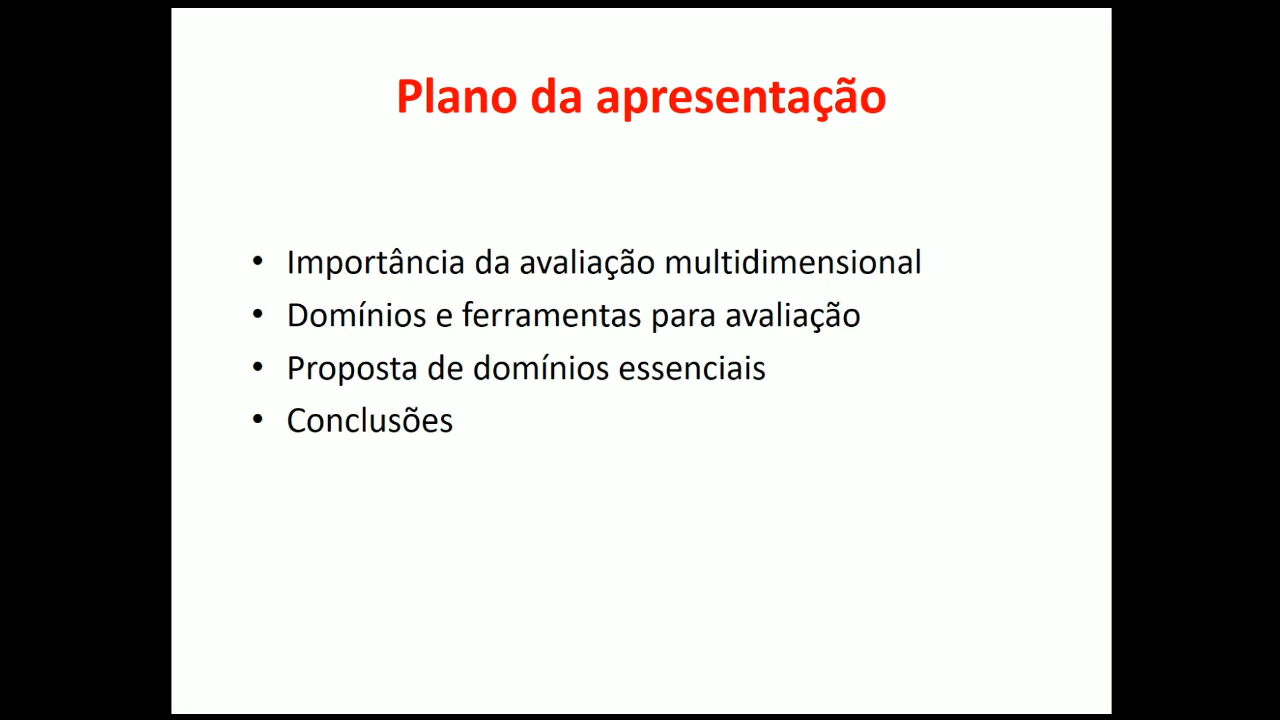 Plano da apresentação
• Importância da avaliação multidimensional
• Domínios e ferramentas para avaliação
• Proposta de domínios essenciais
• Conclusões